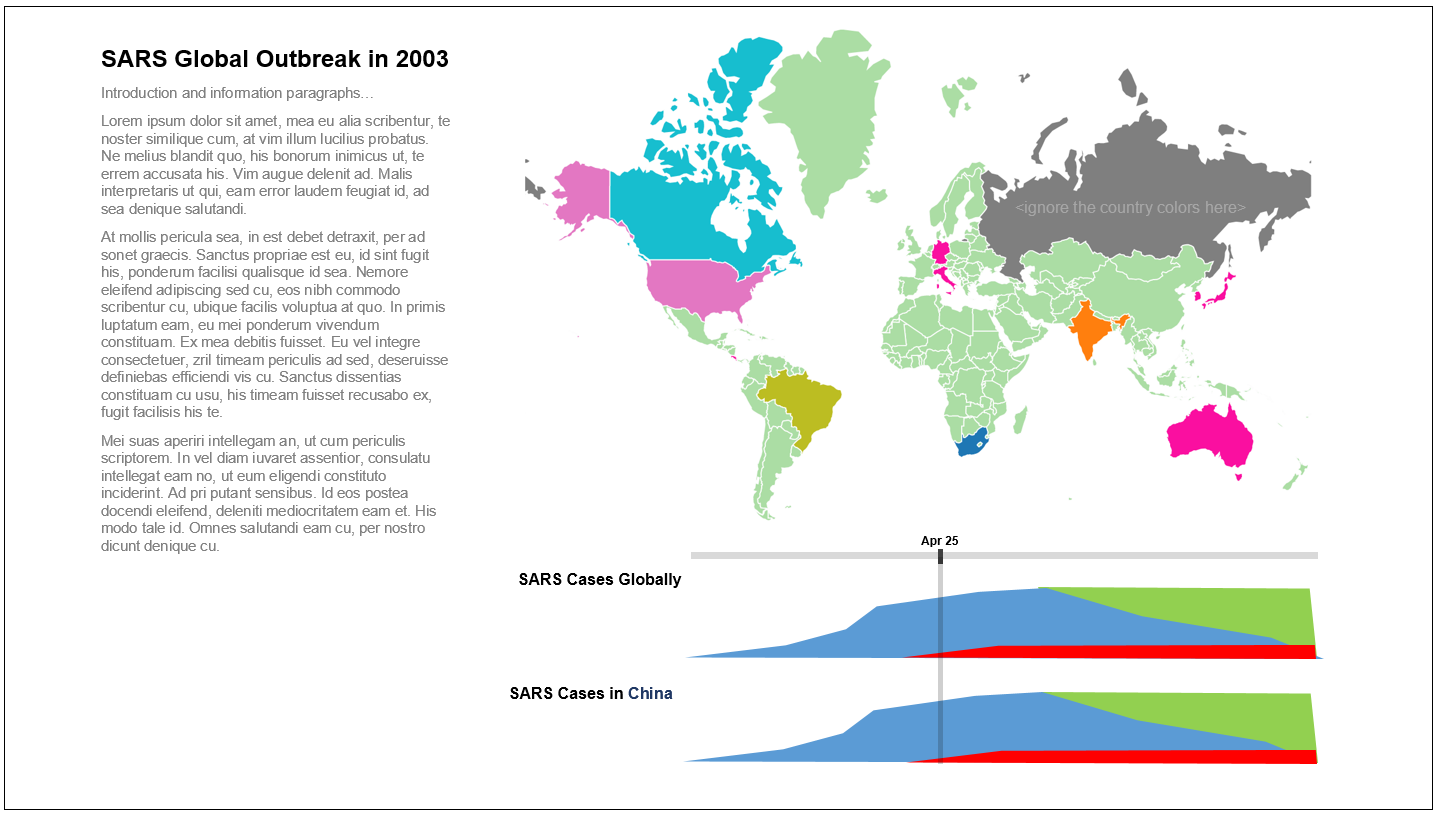 SARS Global Outbreak in 2003
Introduction and information paragraphs…
Lorem ipsum dolor sit amet, mea eu alia scribentur, te
noster similique cum, at vim illum lucilius probatus.
Ne melius blandit quo, his bonorum inimicus ut, te
errem accusata his. Vim augue delenit ad. Malis
interpretaris ut qui, eam error laudem feugiat id, ad
sea denique salutandi.
At mollis pericula sea, in est debet detraxit, per ad
sonet graecis. Sanctus propriae est eu, id sint fugit
his, ponderum facilisi qualisque id sea. Nemore
eleifend adipiscing sed cu, eos nibh commodo
scribentur cu, ubique facilis voluptua at quo. In primis
luptatum eam, eu mei ponderum vivendum
constituam. Ex mea debitis fuisset. Eu vel integre
consectetuer, zril timeam periculis ad sed, deseruisse
definiebas efficiendi vis cu. Sanctus dissentias
constituam cu usu, his timeam fuisset recusabo ex,
fugit facilisis his te.
Mei suas aperiri intellegam an, ut cum periculis
scriptorem. In vel diam iuvaret assentior, consulatu
intellegat eam no, ut eum eligendi constituto
inciderint. Ad pri putant sensibus. Id eos postea
docendi eleifend, deleniti mediocritatem eam et. His
modo tale id. Omnes salutandi eam cu, per nostro
dicunt denique cu.
<ignore the country colors here>
Apr 25
SARS Cases Globally
SARS Cases in China